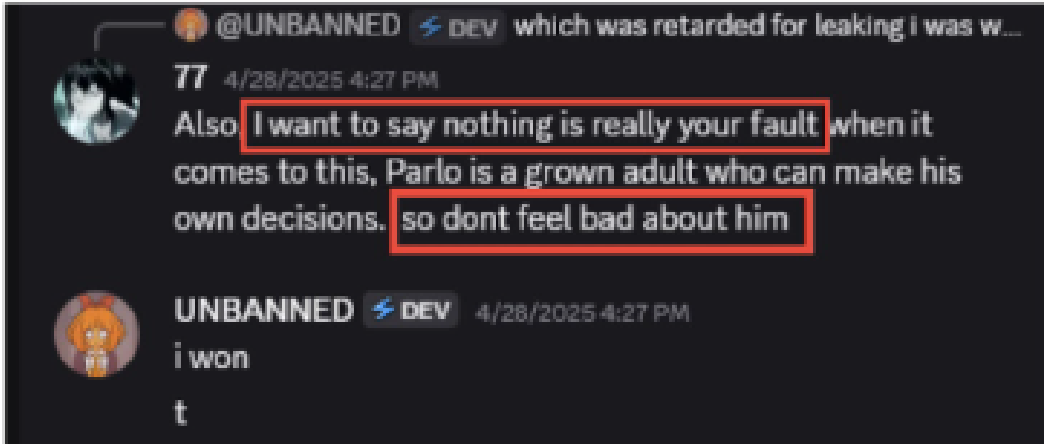 @UNBANNED DEV which was retarded for leaking i was w...
77 4/28/2025 4:27 PM
Also, I want to say nothing is really your fault when it
comes to this, Parlo is a grown adult who can make his
own decisions. so dont feel bad about him
UNBANNED DEV 4/28/2025 4:27 PM
i won
t